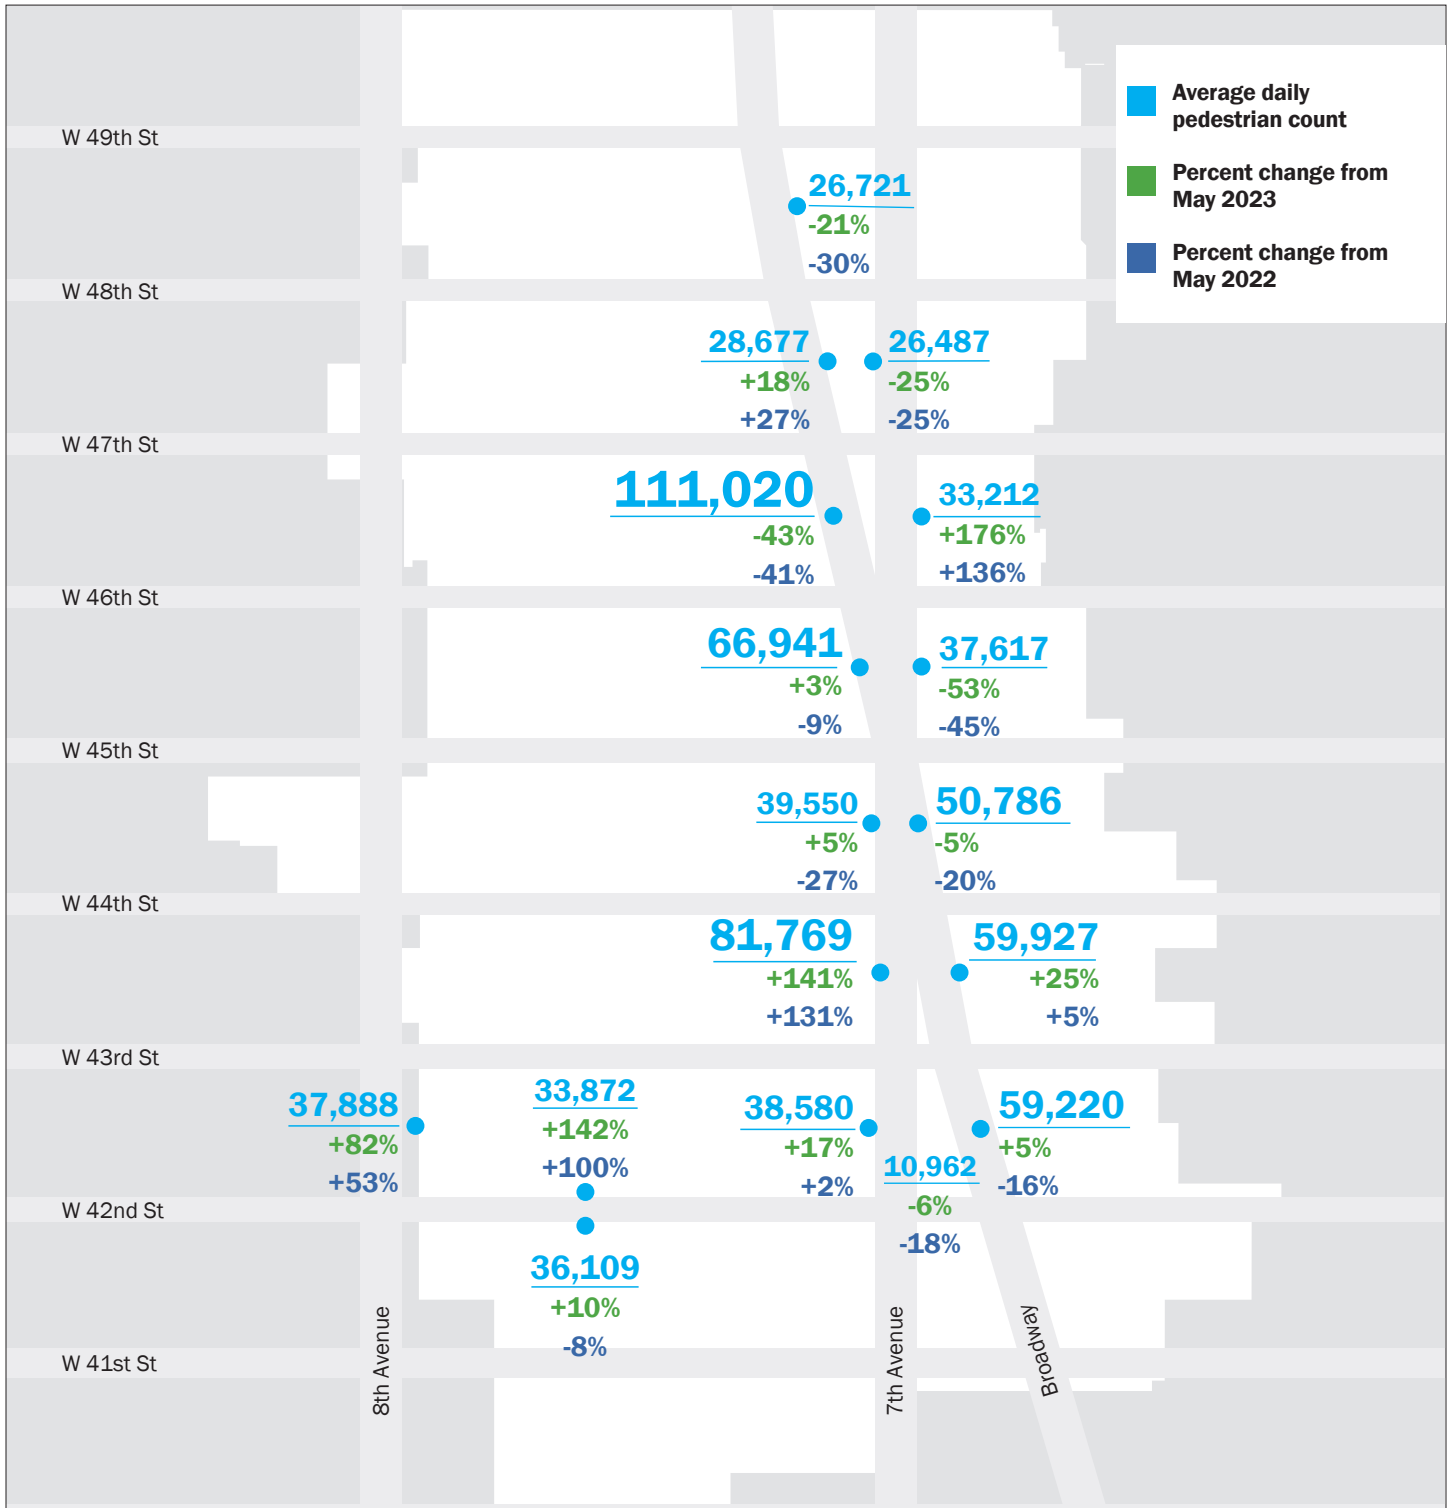 Average daily
pedestrian count
Percent change from
May 2023
Percent change from
May 2022
W 49th St
26,721
-21%
-30%
W 48th St
28,677
+18%
+27%
26,487
-25%
-25%
W 47th St
111,020
-43%
-41%
33,212
+176%
+136%
W 46th St
66,941
+3%
-9%
37,617
-53%
-45%
W 45th St
39,550
+5%
-27%
50,786
-5%
-20%
W 44th St
81,769
+141%
+131%
59,927
+25%
+5%
W 43rd St
37,888
+82%
+53%
33,872
+142%
+100%
38,580
+17%
+2%
10,962
-6%
-18%
59,220
+5%
-16%
W 42nd St
36,109
+10%
-8%
W 41st St
8th Avenue
7th Avenue
Broadway